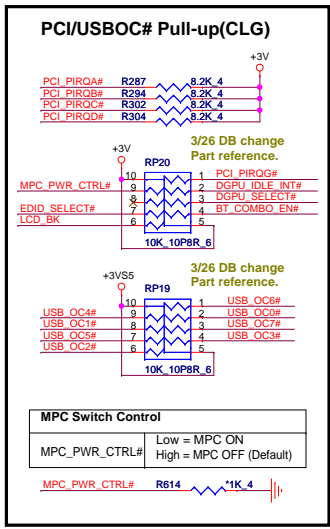 PCI/USBOC# Pull-up(CLG)
+3V
PCI_PIRQA# R287 8.2K_4
PCI_PIRQB# R294 8.2K_4
PCI_PIRQC# R302 8.2K_4
PCI_PIRQD# R304 8.2K_4
3/26 DB change
Part reference.
+3V
RP20
10 1 PCI_PIRQG#
MPC_PWR_CTRL# 9 2 DGPU_IDLE_INT#
8 3 DGPU_SELECT#
EDID_SELECT# 7 4 BT_COMBO_EN#
LCD_BK 6 5
10K_10P8R_6
3/26 DB change
Part reference.
+3VS5
RP19
10 1 USB_OC6#
USB_OC4# 9 2 USB_OC0#
USB_OC1# 8 3 USB_OC7#
USB_OC5# 7 4 USB_OC3#
USB_OC2# 6 5
10K_10P8R_6
MPC Switch Control
MPC_PWR_CTRL# Low = MPC ON
High = MPC OFF (Default)
MPC_PWR_CTRL# R614 *1K_4